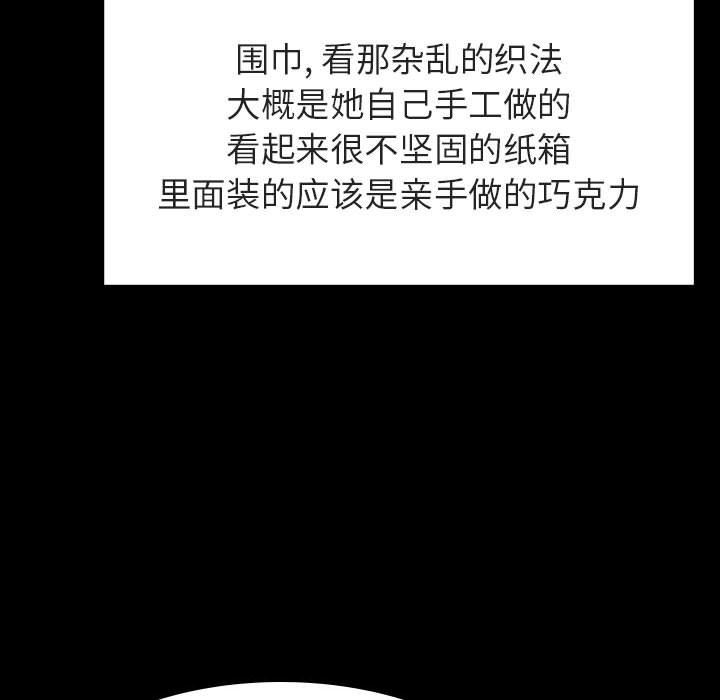 围巾, 看那杂乱的织法
大概是她自己手工做的
看起来很不坚固的纸箱
里面装的应该是亲手做的巧克力